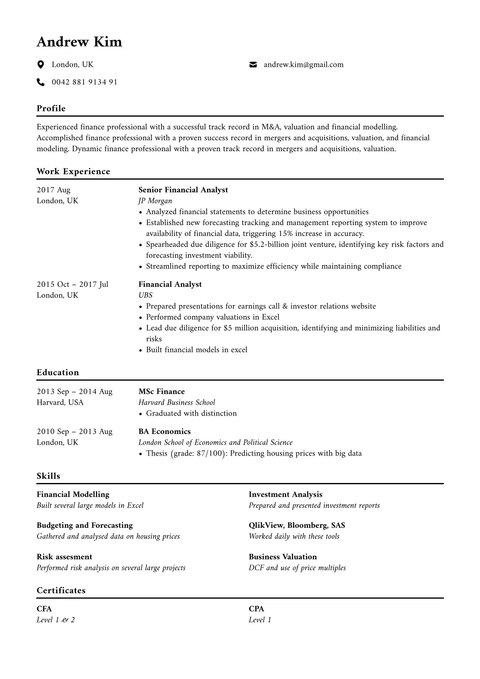 Andrew Kim
London, UK
andrew.kim@gmail.com
0042 881 9134 91
Profile
Experienced finance professional with a successful track record in M&A, valuation and financial modelling.
Accomplished finance professional with a proven success record in mergers and acquisitions, valuation, and financial
modeling. Dynamic finance professional with a proven track record in mergers and acquisitions, valuation.
Work Experience
2017 Aug
London, UK
Senior Financial Analyst
JP Morgan
• Analyzed financial statements to determine business opportunities
• Established new forecasting tracking and management reporting system to improve
availability of financial data, triggering 15% increase in accuracy.
• Spearheaded due diligence for $5.2-billion joint venture, identifying key risk factors and
forecasting investment viability.
• Streamlined reporting to maximize efficiency while maintaining compliance
2015 Oct – 2017 Jul
London, UK
Financial Analyst
UBS
• Prepared presentations for earnings call & investor relations website
• Performed company valuations in Excel
• Lead due diligence for $5 million acquisition, identifying and minimizing liabilities and
risks
• Built financial models in excel
Education
2013 Sep – 2014 Aug
Harvard, USA
MSc Finance
Harvard Business School
• Graduated with distinction
2010 Sep – 2013 Aug
London, UK
BA Economics
London School of Economics and Political Science
• Thesis (grade: 87/100): Predicting housing prices with big data
Skills
Financial Modelling
Built several large models in Excel
Investment Analysis
Prepared and presented investment reports
Budgeting and Forecasting
Gathered and analysed data on housing prices
QlikView, Bloomberg, SAS
Worked daily with these tools
Risk assesment
Performed risk analysis on several large projects
Business Valuation
DCF and use of price multiples
Certificates
CFA
Level 1 & 2
CPA
Level 1